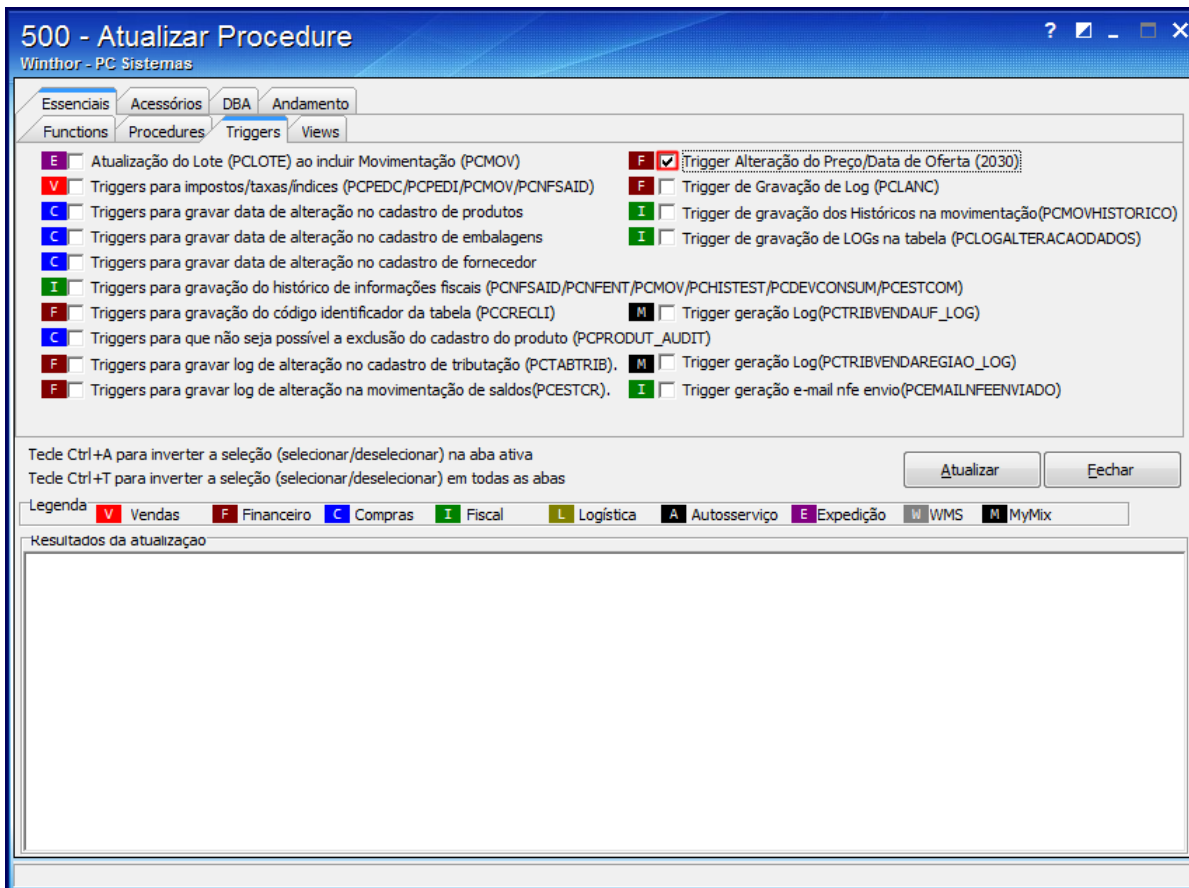 500 - Atualizar Procedure
?
Winthor - PC Sistemas
Essenciais Acessórios DBA Andamento
Functions Procedures Triggers Views
E Atualização do Lote (PCLOTE) ao incluir Movimentação (PCMOV)
F Trigger Alteração do Preço/Data de Oferta (2030)
V Triggers para impostos/taxas/índices (PCPEDC/PCPEDI/PCMOV/PCNFSAID)
F Trigger de Gravação de Log (PCLANC)
C Triggers para gravar data de alteração no cadastro de produtos
I Trigger de gravação dos Históricos na movimentação(PCMOVHISTORICO)
C Triggers para gravar data de alteração no cadastro de embalagens
I Trigger de gravação de LOGs na tabela (PCLOGALTERACAODADOS)
C Triggers para gravar data de alteração no cadastro de fornecedor
I Triggers para gravação do histórico de informações fiscais (PCNFSAID/PCNFENT/PCMOV/PCHISTEST/PCDEVCONSUM/PCESTCOM)
F Triggers para gravação do código identificador da tabela (PCCRECLI)
M Trigger geração Log(PCTRIBVENDAUF_LOG)
C Triggers para que não seja possível a exclusão do cadastro do produto (PCPRODUT_AUDIT)
F Triggers para gravar log de alteração no cadastro de tributação (PCTABTRIB).
M Trigger geração Log(PCTRIBVENDAREGIAO_LOG)
F Triggers para gravar log de alteração na movimentação de saldos(PCESTCR).
I Trigger geração e-mail nfe envio(PCEMAILNFEENVIADO)
Tecle Ctrl+A para inverter a seleção (selecionar/deselecionar) na aba ativa
Tecle Ctrl+T para inverter a seleção (selecionar/deselecionar) em todas as abas
Atualizar Fechar
Legenda
V Vendas F Financeiro C Compras I Fiscal L Logística A Autosserviço E Expedição W WMS M MyMix
Resultados da atualização